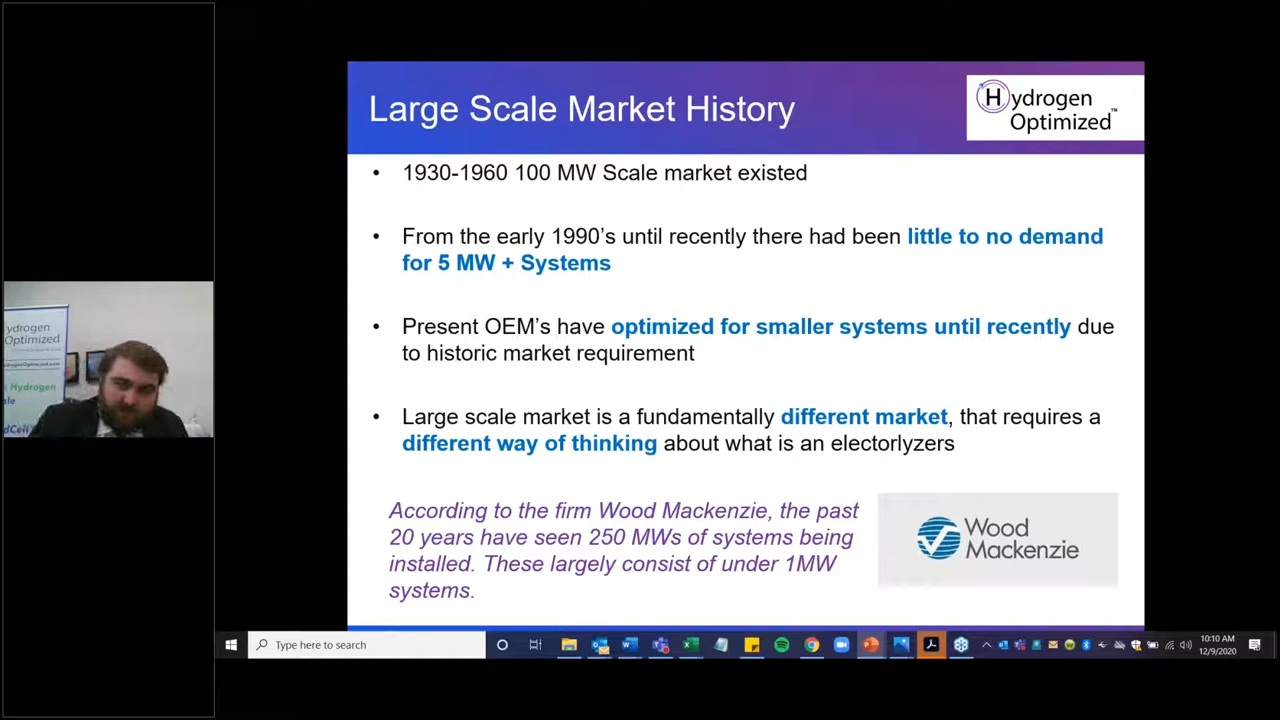 Large Scale Market History
Hydrogen
Optimized™
• 1930-1960 100 MW Scale market existed
• From the early 1990’s until recently there had been little to no demand
for 5 MW + Systems
• Present OEM’s have optimized for smaller systems until recently due
to historic market requirement
• Large scale market is a fundamentally different market, that requires a
different way of thinking about what is an electorlyzers
According to the firm Wood Mackenzie, the past
20 years have seen 250 MWs of systems being
installed. These largely consist of under 1MW
systems.
Wood
Mackenzie
ydrogen
Optimized
Hydrogen
Type here to search
10:10 AM
12/9/2020